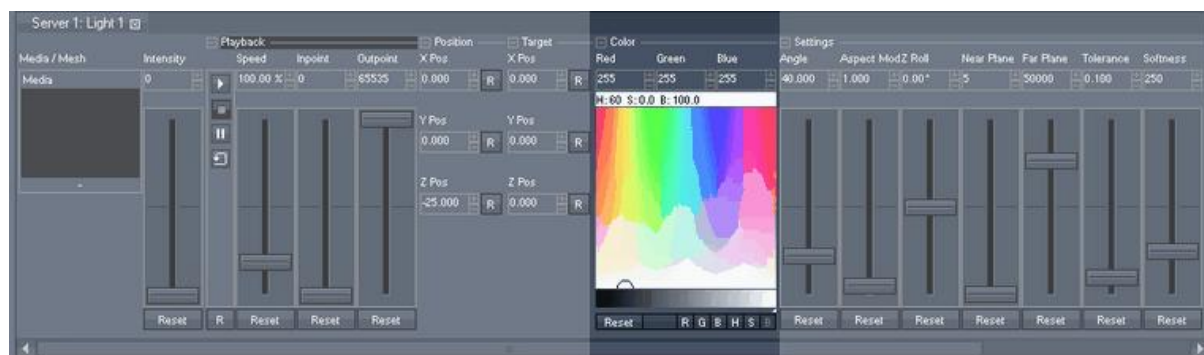 Server 1: Light 1
Playback Position Target Color Settings
Media / Mesh Intensity Speed Inpoint Outpoint X Pos X Pos Red Green Blue Angle Aspect Mod Z Roll Near Plane Far Plane Tolerance Softness
Media 0 100.00 % 0 65535 0.000 R 0.000 R 255 255 255 40.000 1.000 0.00° 5 50000 0.100 250
H: 60 S: 0.0 B: 100.0
Y Pos Y Pos
0.000 R 0.000 R
Z Pos Z Pos
-25.000 R 0.000 R
Reset R Reset Reset Reset Reset R G B H S B Reset Reset Reset Reset Reset Reset Reset